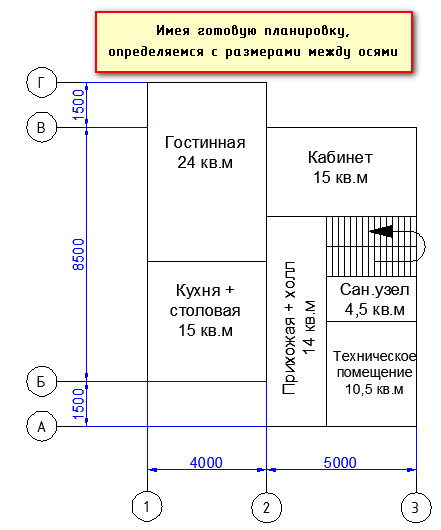 Имея готовую планировку,
определяемся с размерами между осями
Г
1500
В
Гостинная
24 кв.м
Кабинет
15 кв.м
8500
Кухня +
столовая
15 кв.м
Прихожая + холл
14 кв.м
Сан.узел
4,5 кв.м
Техническое
помещение
10,5 кв.м
Б
1500
А
4000
5000
1
2
3